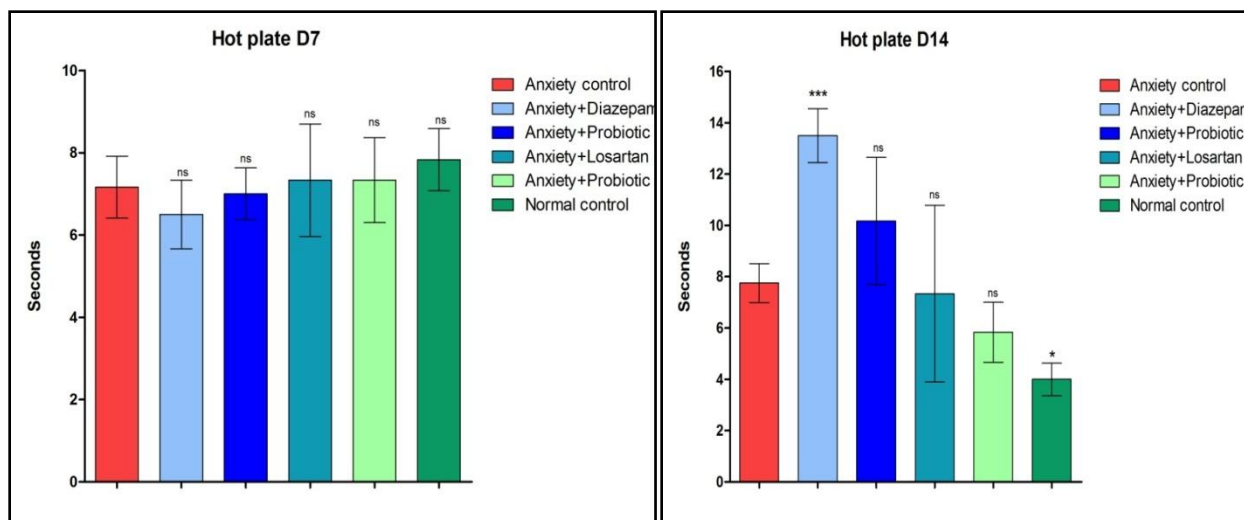 Hot plate D7
10
8
6
4
2
0
Seconds
ns
ns
ns
ns
ns
Anxiety control
Anxiety+Diazepam
Anxiety+Probiotic
Anxiety+Losartan
Anxiety+Probiotic
Normal control
Hot plate D14
16
14
12
10
8
6
4
2
0
Seconds
***
ns
ns
ns
*
Anxiety control
Anxiety+Diazepam
Anxiety+Probiotic
Anxiety+Losartan
Anxiety+Probiotic
Normal control